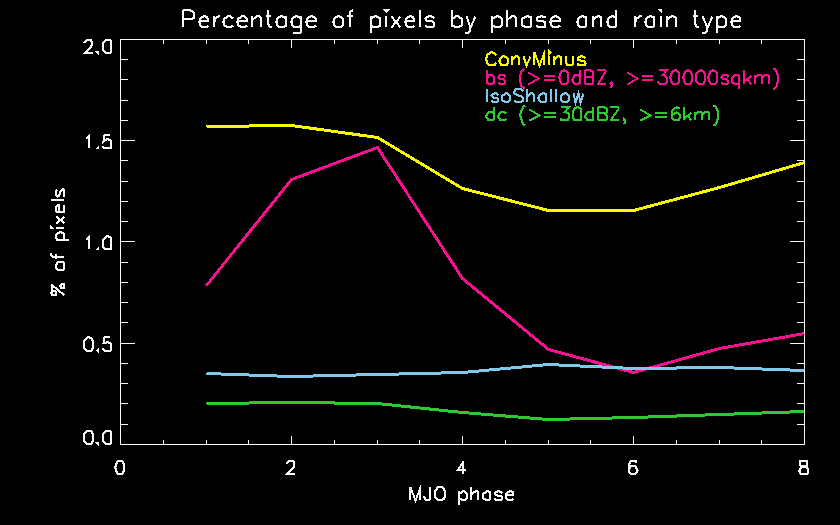 Percentage of pixels by phase and rain type
ConvMinus
bs (>=0dBZ, >=30000sqkm)
IsoShallow
dc (>=30dBZ, >=6km)
2.0
1.5
1.0
0.5
0.0
% of pixels
0 2 4 6 8
MJO phase